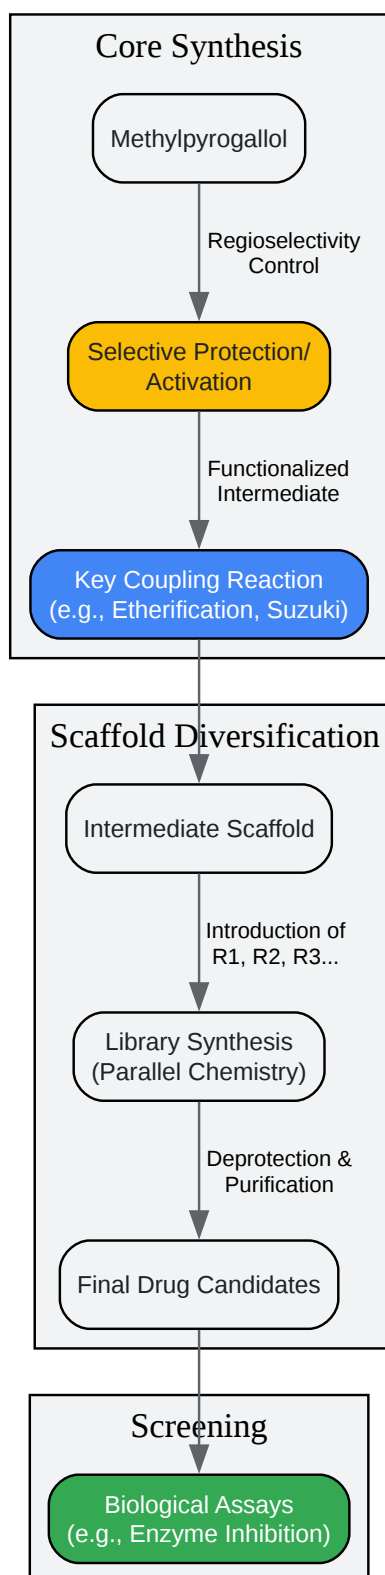 Core Synthesis
Methylpyrogallol
Regioselectivity
Control
Selective Protection/
Activation
Functionalized
Intermediate
Key Coupling Reaction
(e.g., Etherification, Suzuki)
Scaffold Diversification
Intermediate Scaffold
Introduction of
R1, R2, R3...
Library Synthesis
(Parallel Chemistry)
Deprotection &
Purification
Final Drug Candidates
Screening
Biological Assays
(e.g., Enzyme Inhibition)